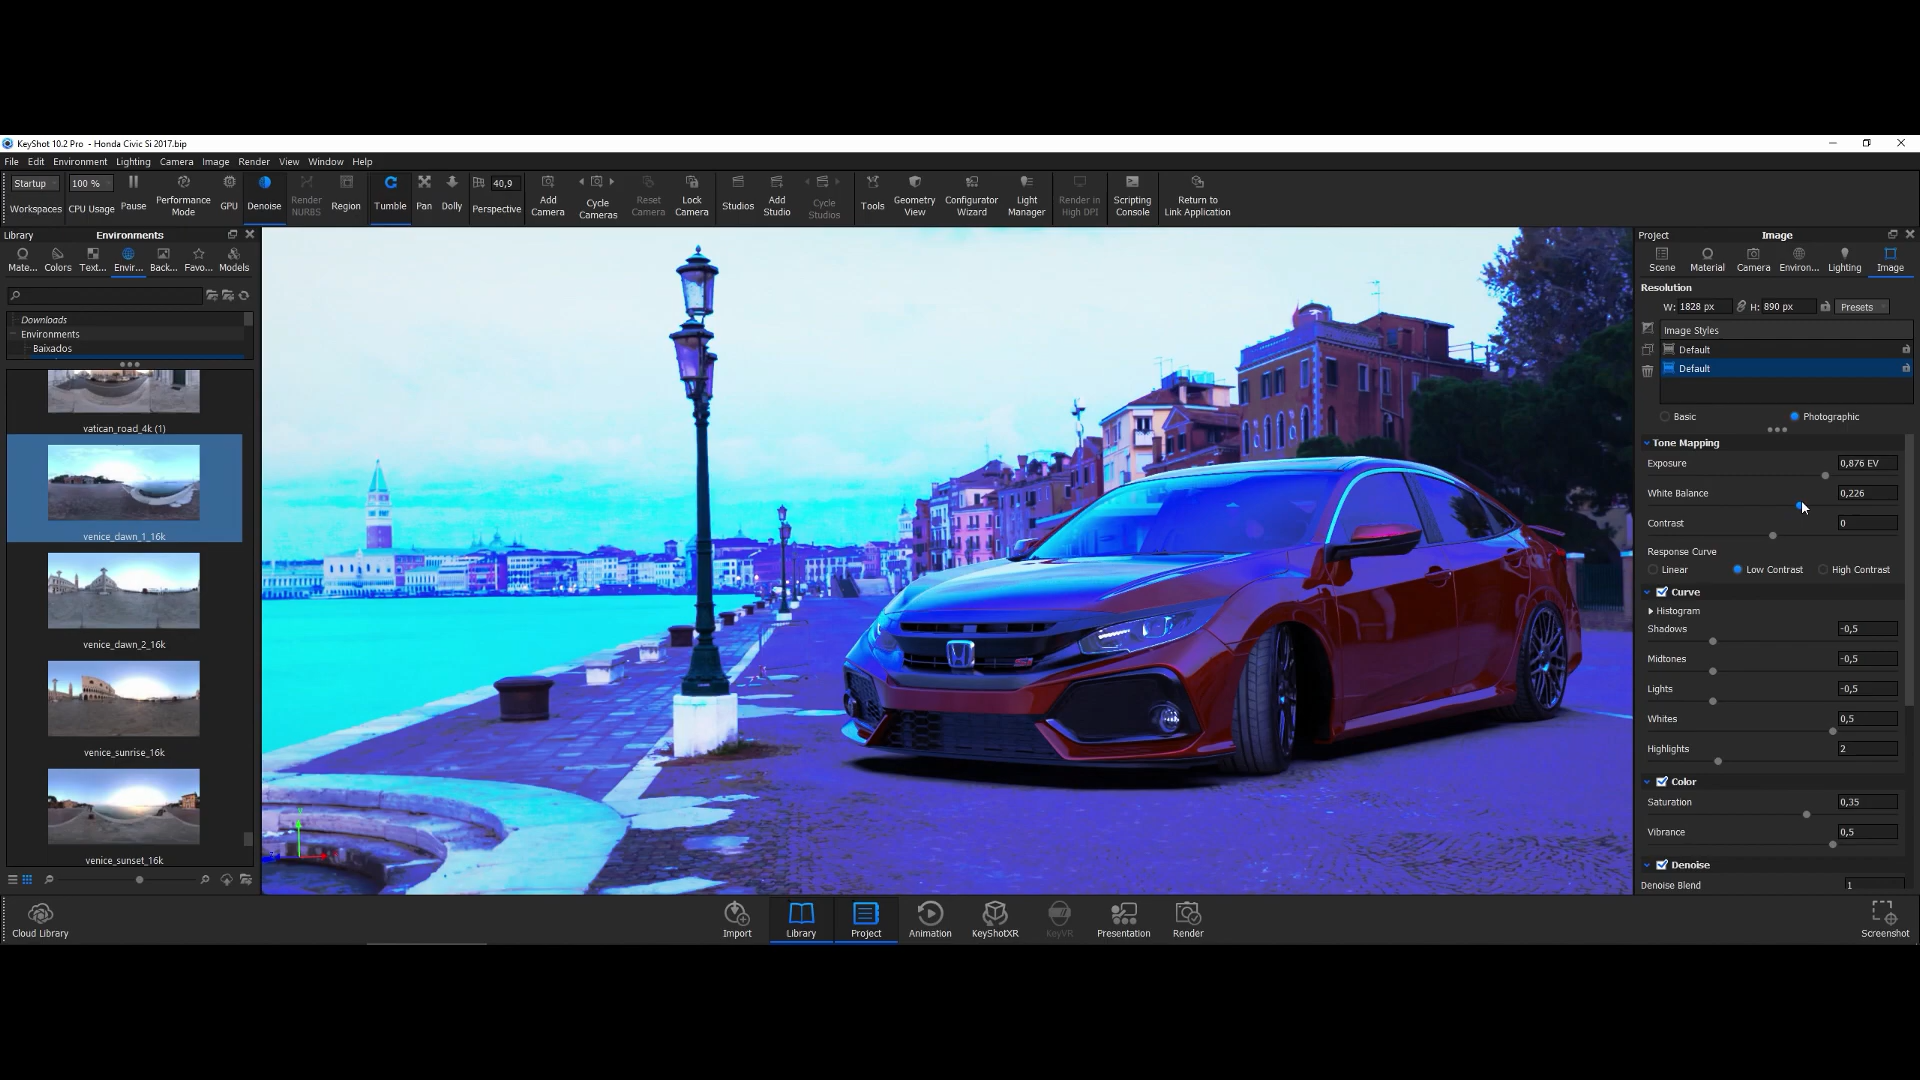 KeyShot 10.2 Pro - Honda Civic Si 2017.bip
File Edit Environment Lighting Camera Image Render View Window Help
Startup 100 % 40,9
Workspaces CPU Usage Pause Performance Mode GPU Denoise Render NURBS Region Tumble Pan Dolly Perspective Add Camera Cycle Cameras Reset Camera Lock Camera Studios Add Studio Cycle Studios Tools Geometry View Configurator Wizard Light Manager Render in High DPI Scripting Console Return to Link Application
Library Environments
Mate... Colors Text... Envir... Back... Favo... Models
Downloads
Environments
Baixados
vatican_road_4k (1)
venice_dawn_1_16k
venice_dawn_2_16k
venice_sunrise_16k
venice_sunset_16k
Project Image
Scene Material Camera Environ... Lighting Image
Resolution
W: 1828 px H: 890 px Presets
Image Styles
Default
Default
Basic Photographic
Tone Mapping
Exposure 0,876 EV
White Balance 0,226
Contrast 0
Response Curve
Linear Low Contrast High Contrast
Curve
Histogram
Shadows -0,5
Midtones -0,5
Lights -0,5
Whites 0,5
Highlights 2
Color
Saturation 0,35
Vibrance 0,5
Denoise
Denoise Blend 1
Cloud Library Import Library Project Animation KeyShotXR KeyVR Presentation Render Screenshot